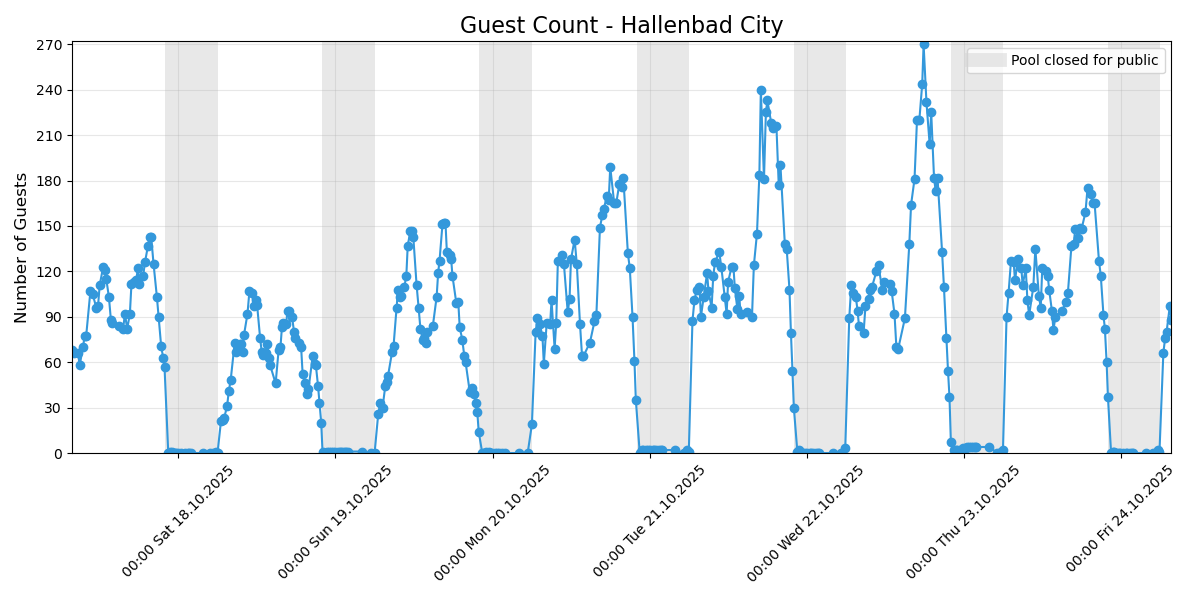 Guest Count - Hallenbad City
Pool closed for public
Number of Guests
270
240
210
180
150
120
90
60
30
0
00:00 Sat 18.10.2025
00:00 Sun 19.10.2025
00:00 Mon 20.10.2025
00:00 Tue 21.10.2025
00:00 Wed 22.10.2025
00:00 Thu 23.10.2025
00:00 Fri 24.10.2025